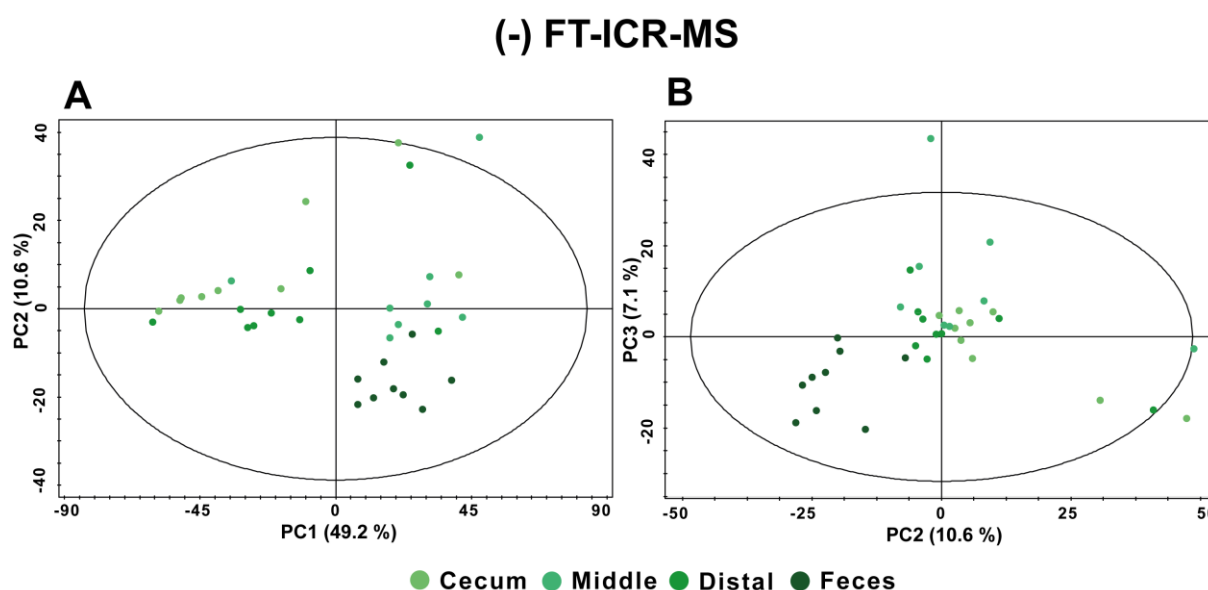 (-) FT-ICR-MS
A
B
40
20
0
-20
-40
PC2 (10.6 %)
-90
-45
0
45
90
PC1 (49.2 %)
40
20
0
-20
PC3 (7.1 %)
-50
-25
0
25
50
PC2 (10.6 %)
Cecum Middle Distal Feces